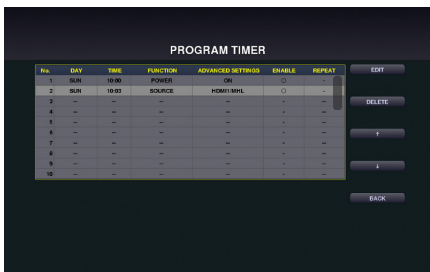 PROGRAM TIMER
No. DAY TIME FUNCTION ADVANCED SETTINGS ENABLE REPEAT EDIT
1 SUN 10:00 POWER ON ○ -
2 SUN 10:03 SOURCE HDMI1/MHL ○ -
3 -- -- -- -- - -- DELETE
4 -- -- -- -- - --
5 -- -- -- -- - --
6 -- -- -- -- - -- ↑
7 -- -- -- -- - --
8 -- -- -- -- - --
9 -- -- -- -- - -- ↓
10 -- -- -- -- - --
BACK